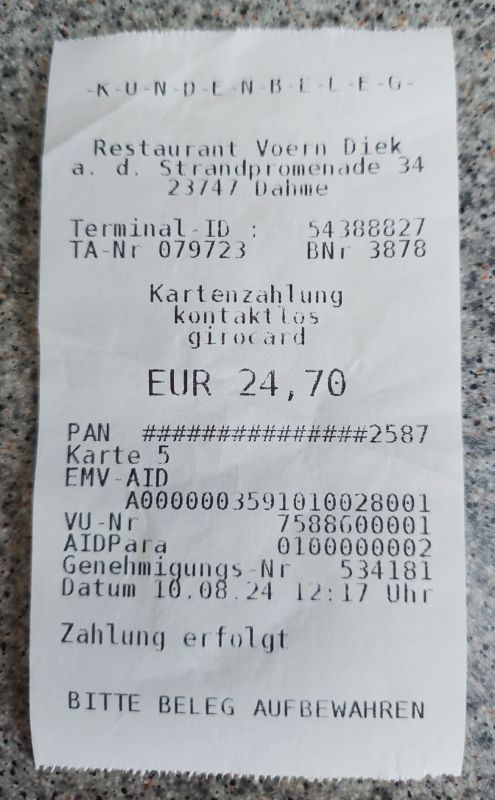 -K-U-N-D-E-N-B-E-L-E-G-
Restaurant Voern Diek
a. d. Strandpromenade 34
23747 Dahme
Terminal-ID : 54388827
TA-Nr 079723 BNr 3878
Kartenzahlung
kontaktlos
girocard
EUR 24,70
PAN ###############2587
Karte 5
EMV-AID
A0000003591010028001
VU-Nr 7588600001
AIDPara 0100000002
Genehmigungs-Nr 534181
Datum 10.08.24 12:17 Uhr
Zahlung erfolgt
BITTE BELEG AUFBEWAHREN